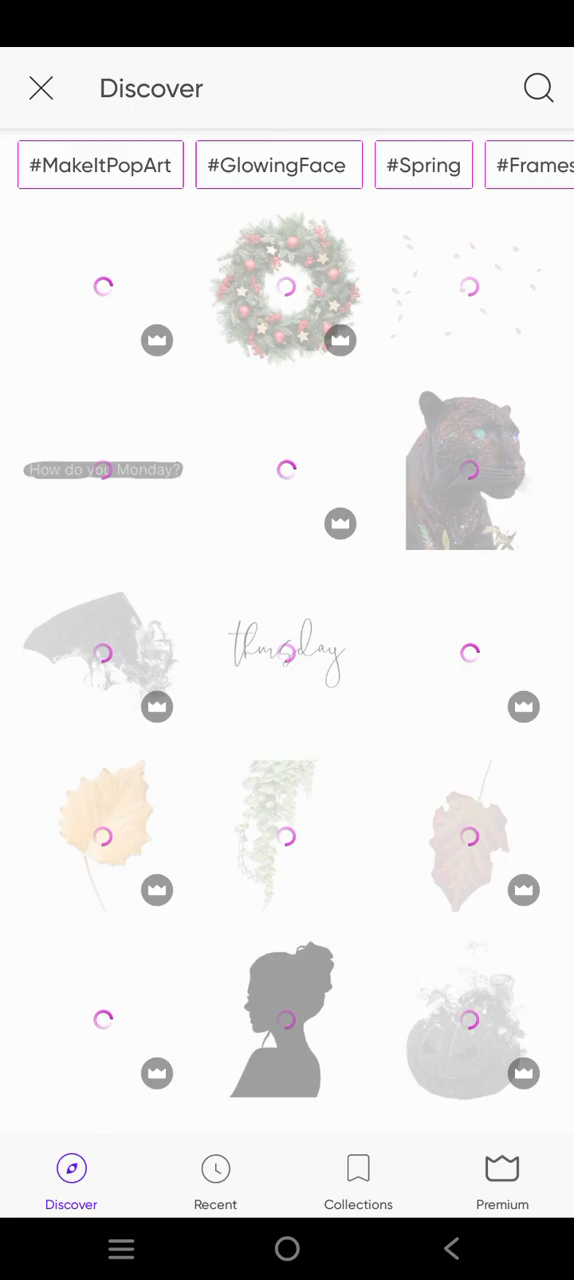 Discover
#MakeItPopArt #GlowingFace #Spring #Frames
How do you Monday?
thursday
Discover Recent Collections Premium